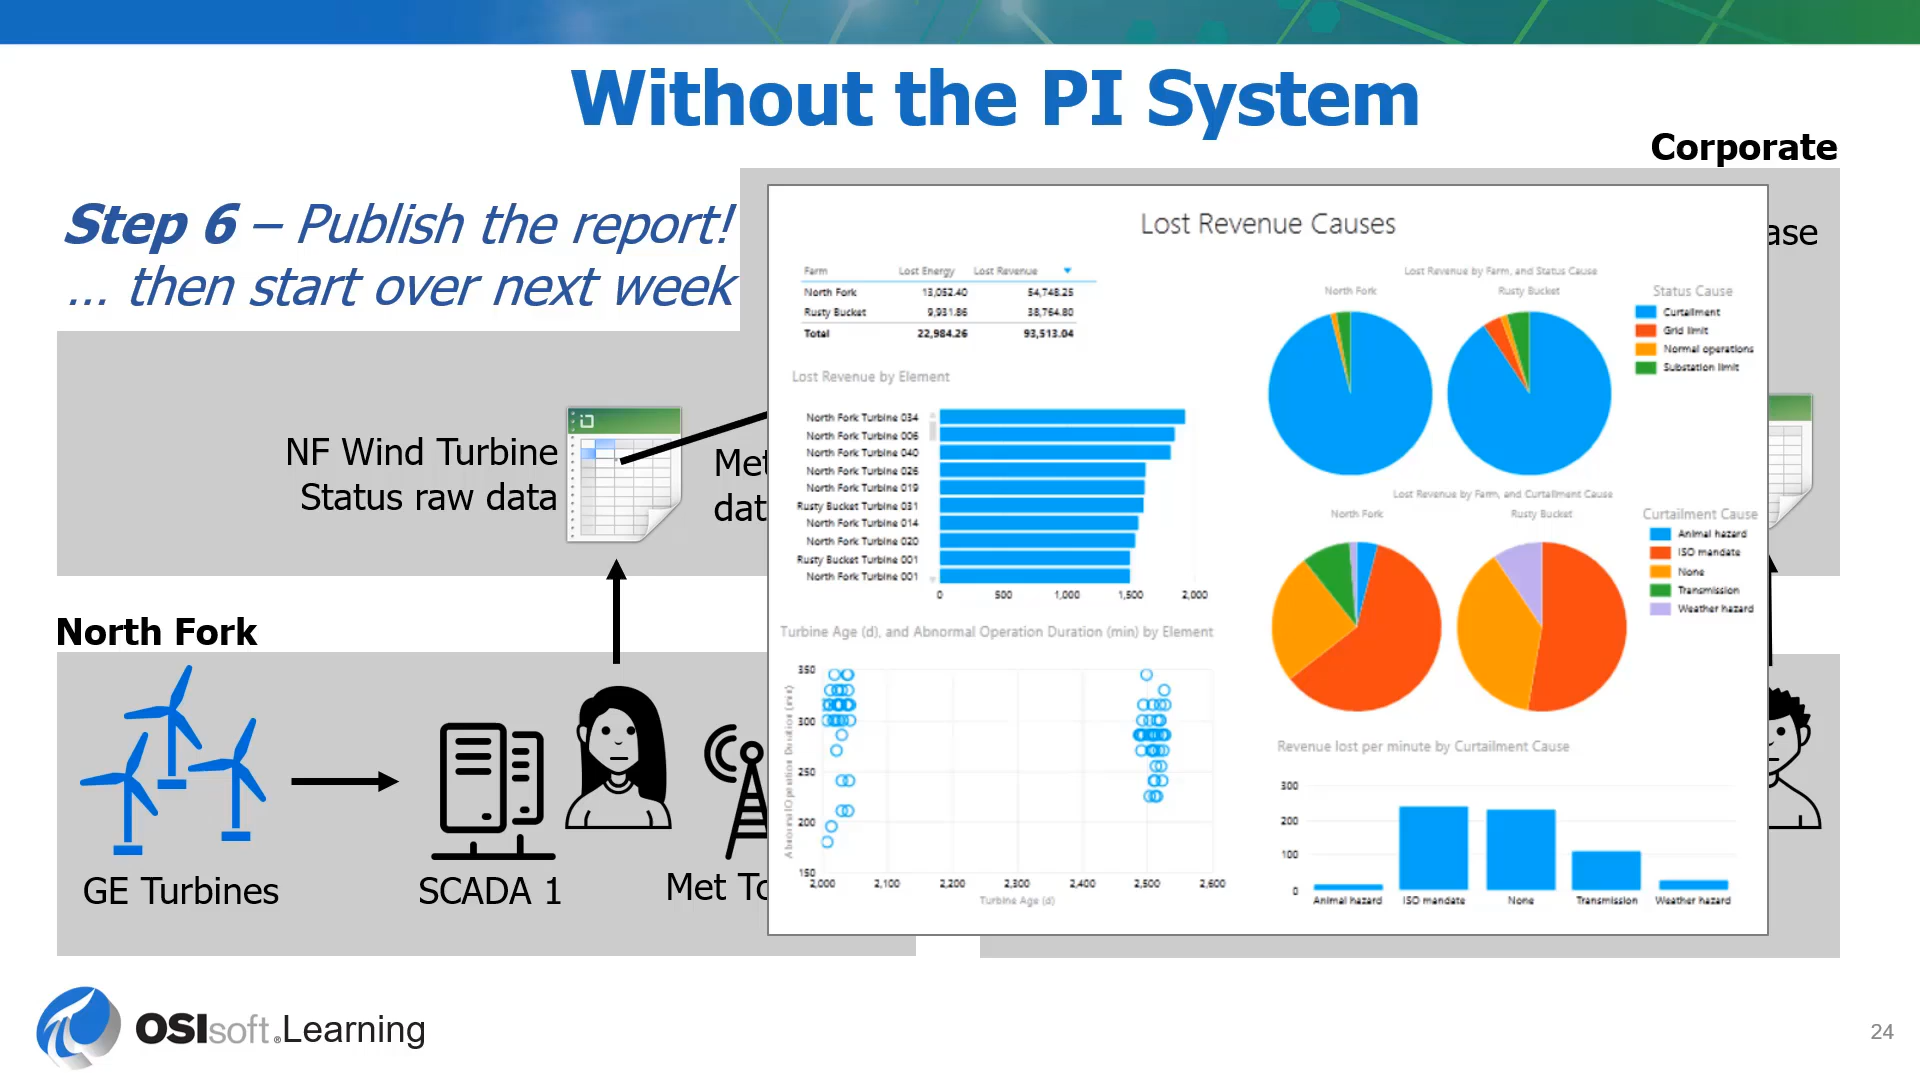 Without the PI System
Corporate
Step 6 – Publish the report!
... then start over next week
ase
NF Wind Turbine
Status raw data
Met
dat
North Fork
GE Turbines
SCADA 1
Met To
Lost Revenue Causes
Farm Lost Energy Lost Revenue
North Fork 13,052.40 54,748.25
Rusty Bucket 9,931.86 38,764.80
Total 22,984.26 93,513.04
Lost Revenue by Element
North Fork Turbine 034
North Fork Turbine 006
North Fork Turbine 040
North Fork Turbine 026
North Fork Turbine 019
Rusty Bucket Turbine 031
North Fork Turbine 014
North Fork Turbine 020
Rusty Bucket Turbine 001
North Fork Turbine 001
0 500 1,000 1,500 2,000
Turbine Age (d), and Abnormal Operation Duration (min) by Element
Abnormal Operation Duration (min)
350
300
250
200
150
2,000 2,100 2,200 2,300 2,400 2,500 2,600
Turbine Age (d)
Lost Revenue by Farm, and Status Cause
North Fork Rusty Bucket
Status Cause
Curtailment
Grid limit
Normal operations
Substation limit
Lost Revenue by Farm, and Curtailment Cause
North Fork Rusty Bucket
Curtailment Cause
Animal hazard
ISO mandate
None
Transmission
Weather hazard
Revenue lost per minute by Curtailment Cause
300
200
100
0
Animal hazard ISO mandate None Transmission Weather hazard
OSIsoft®Learning
24